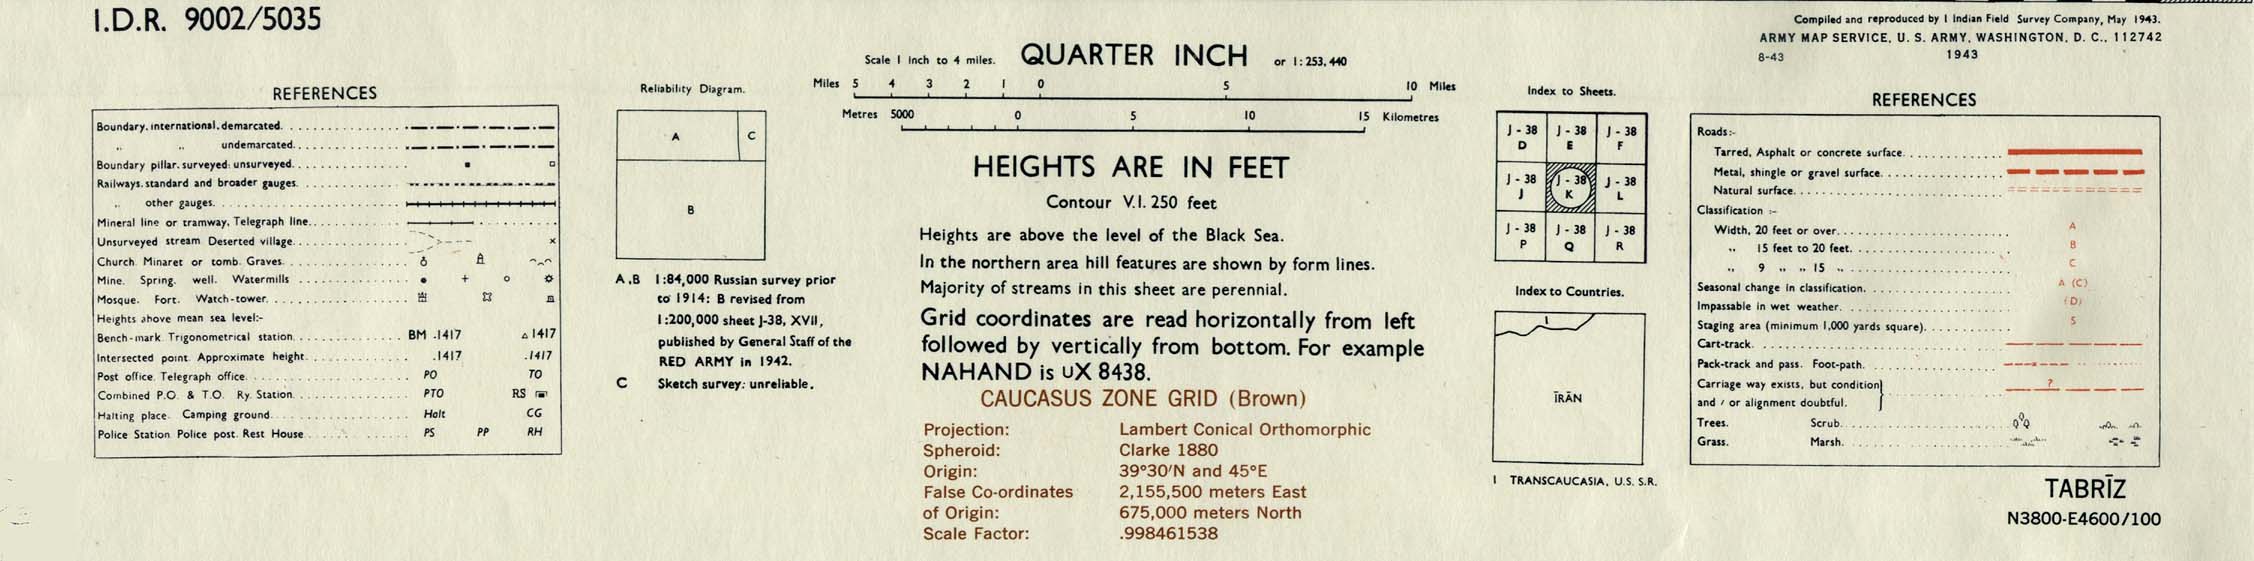 I.D.R. 9002/5035
Compiled and reproduced by 1 Indian Field Survey Company, May 1943.
ARMY MAP SERVICE, U. S. ARMY, WASHINGTON, D. C., 112742
8-43 1943
REFERENCES
Boundary, international, demarcated.
„ „ undemarcated.
Boundary pillar, surveyed: unsurveyed.
Railways, standard and broader gauges.
„ other gauges.
Mineral line or tramway, Telegraph line.
Unsurveyed stream Deserted village. x
Church. Minaret or tomb. Graves.
Mine. Spring. well. Watermills
Mosque. Fort. Watch-tower.
Heights above mean sea level:-
Bench-mark. Trigonometrical station. BM .1417 △1417
Intersected point. Approximate height. .1417 .1417
Post office. Telegraph office. PO TO
Combined P.O. & T.O. Ry. Station. PTO RS
Halting place. Camping ground. Halt CG
Police Station. Police post. Rest House. PS PP RH
Reliability Diagram.
A C
B
A,B 1:84,000 Russian survey prior
to 1914: B revised from
1:200,000 sheet J-38, XVII,
published by General Staff of the
RED ARMY in 1942.
C Sketch survey: unreliable.
Scale 1 Inch to 4 miles. QUARTER INCH or 1:253,440
Miles 5 4 3 2 1 0 5 10 Miles
Metres 5000 0 5 10 15 Kilometres
HEIGHTS ARE IN FEET
Contour V.I. 250 feet
Heights are above the level of the Black Sea.
In the northern area hill features are shown by form lines.
Majority of streams in this sheet are perennial.
Grid coordinates are read horizontally from left
followed by vertically from bottom. For example
NAHAND is uX 8438.
CAUCASUS ZONE GRID (Brown)
Projection: Lambert Conical Orthomorphic
Spheroid: Clarke 1880
Origin: 39°30'N and 45°E
False Co-ordinates 2,155,500 meters East
of Origin: 675,000 meters North
Scale Factor: .998461538
Index to Sheets.
J - 38 J - 38 J - 38
D E F
J - 38 J - 38 J - 38
J K L
J - 38 J - 38 J - 38
P Q R
Index to Countries.
1
ĪRĀN
1 TRANSCAUCASIA, U.S.S.R.
REFERENCES
Roads:-
Tarred, Asphalt or concrete surface.
Metal, shingle or gravel surface.
Natural surface.
Classification :-
Width, 20 feet or over. A
„ 15 feet to 20 feet. B
„ 9 „ „ 15 „ C
Seasonal change in classification. A (C)
Impassable in wet weather. (D)
Staging area (minimum 1,000 yards square). S
Cart-track.
Pack-track and pass. Foot-path.
Carriage way exists, but condition ?
and / or alignment doubtful.
Trees. Scrub.
Grass. Marsh.
TABRĪZ
N3800-E4600/100